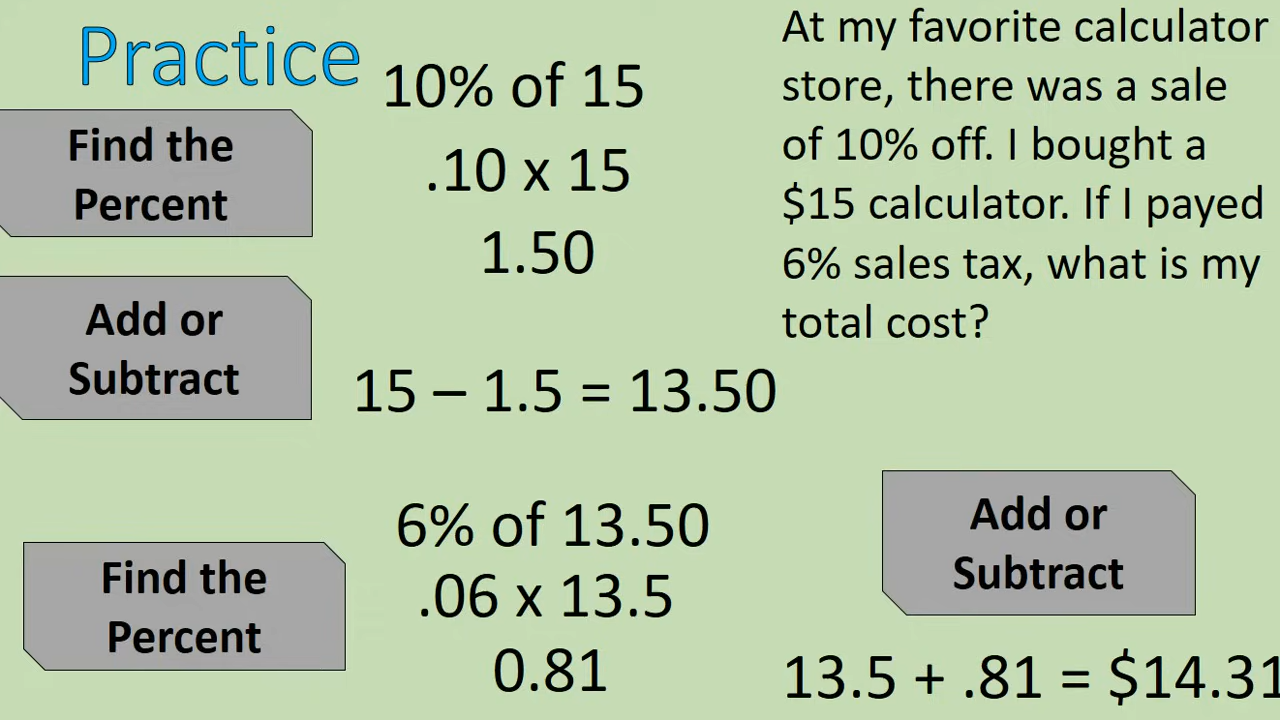 Practice
10% of 15
Find the
Percent
.10 x 15
1.50
Add or
Subtract
15 – 1.5 = 13.50
6% of 13.50
Find the
Percent
.06 x 13.5
0.81
At my favorite calculator
store, there was a sale
of 10% off. I bought a
$15 calculator. If I payed
6% sales tax, what is my
total cost?
Add or
Subtract
13.5 + .81 = $14.31